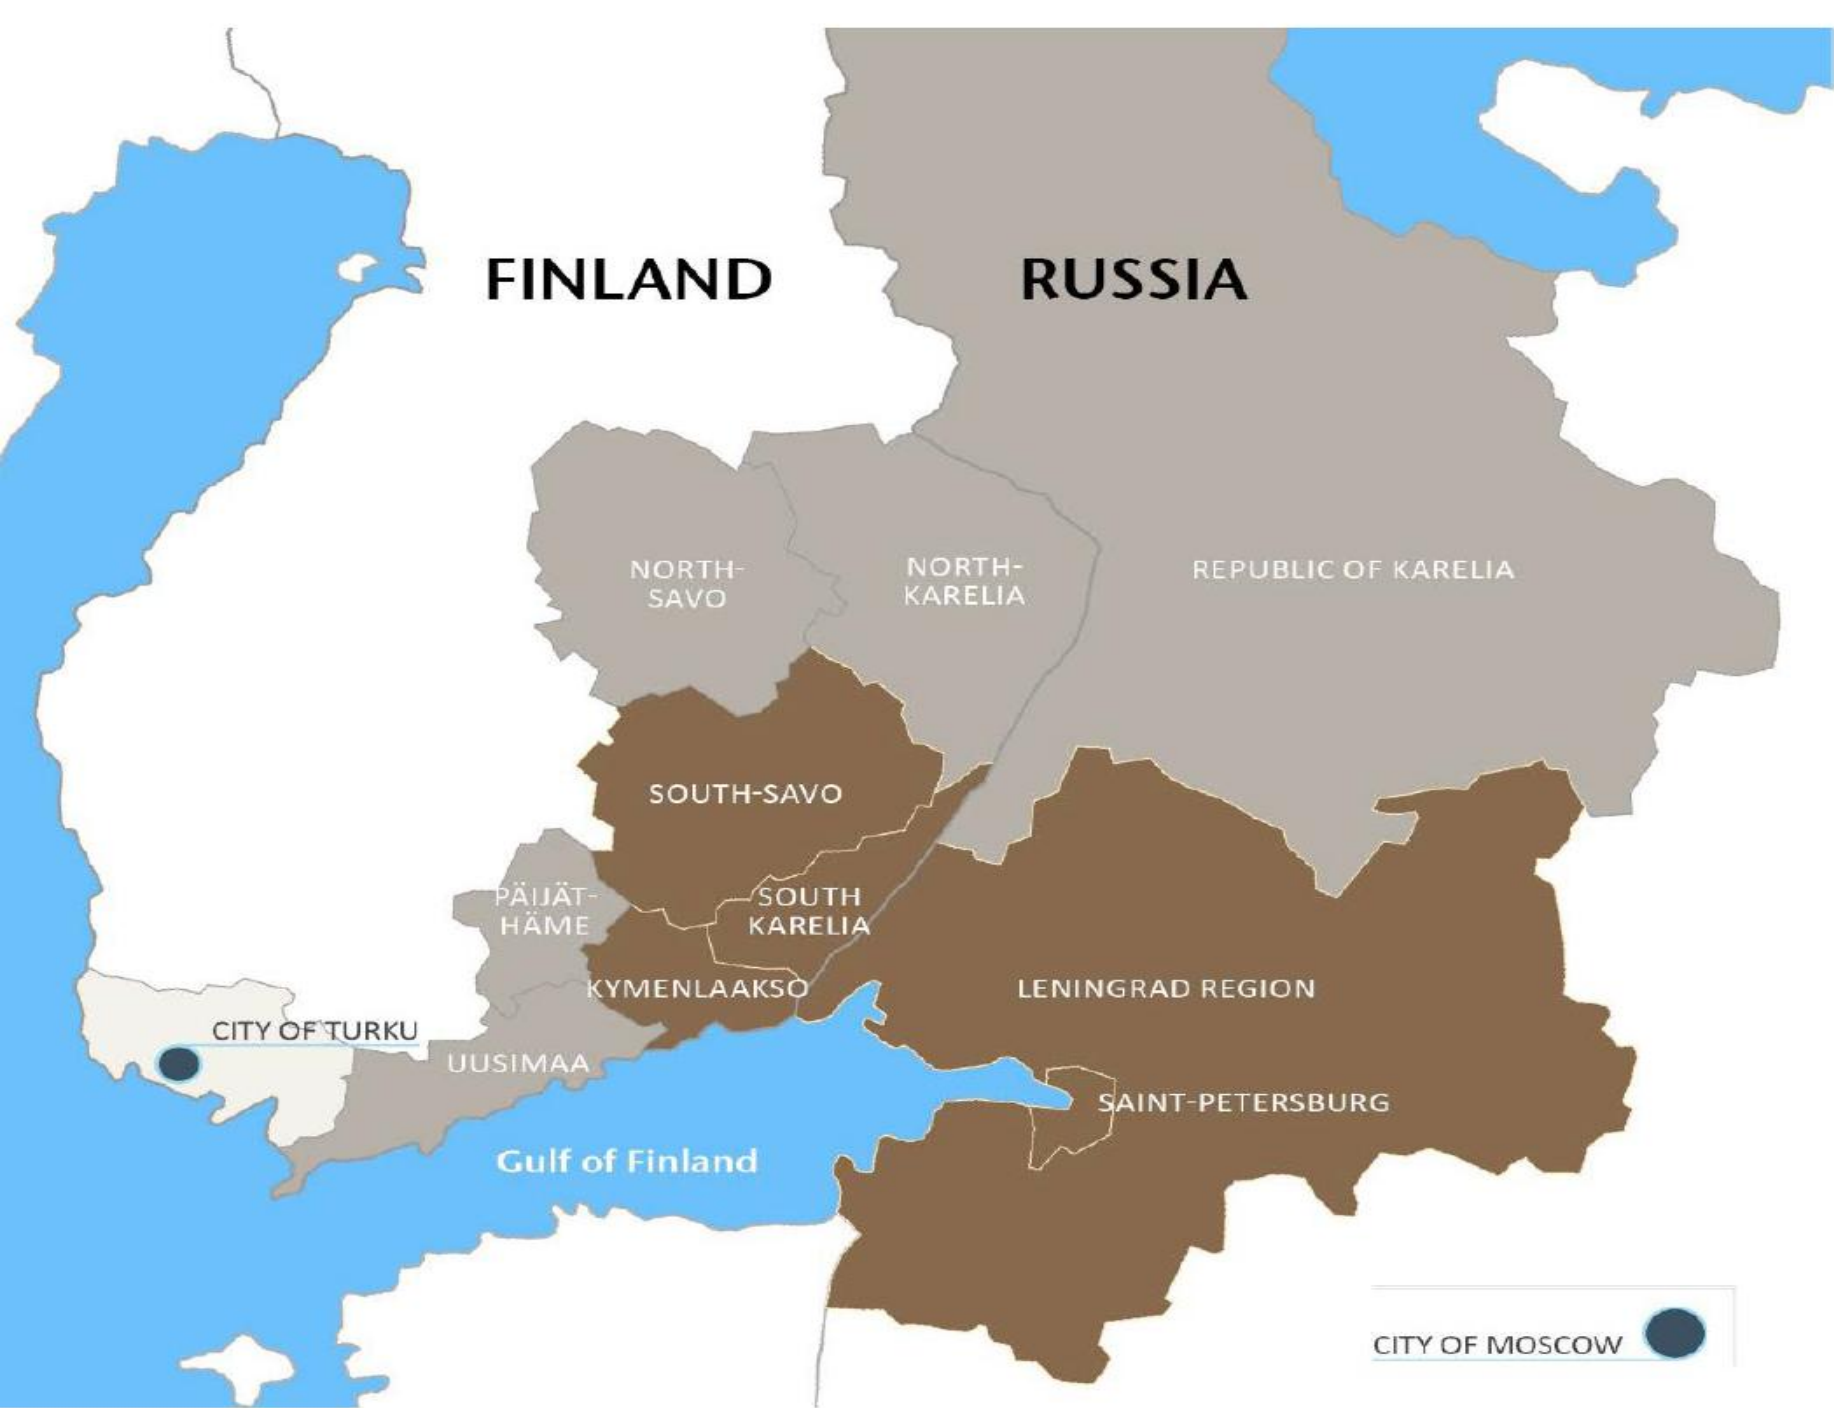 FINLAND
RUSSIA
NORTH-
SAVO
NORTH-
KARELIA
REPUBLIC OF KARELIA
SOUTH-SAVO
PÄIJÄT-
HÄME
SOUTH
KARELIA
KYMENLAAKSO
LENINGRAD REGION
CITY OF TURKU
UUSIMAA
SAINT-PETERSBURG
Gulf of Finland
CITY OF MOSCOW